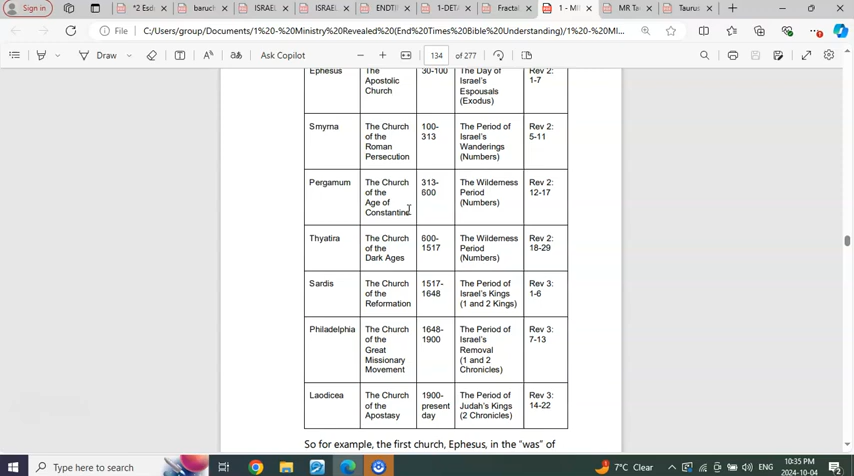 Sign in
*2 Esd
baruch
ISRAEL
ISRAEL
ENDTII
1-DETA
Fractal
1 - MI
MR Ta
Taurus
File
C:/Users/group/Documents/1%20-%20Ministry%20Revealed%20(End%20Times%20Bible%20Understanding)/1%20-%20MI...
Draw
Ask Copilot
134 of 277
Ephesus
The
Apostolic
Church
30-100
The Day of
Israel's
Espousals
(Exodus)
Rev 2:
1-7
Smyrna
The Church
of the
Roman
Persecution
100-
313
The Period of
Israel's
Wanderings
(Numbers)
Rev 2:
5-11
Pergamum
The Church
of the
Age of
Constantine
313-
600
The Wilderness
Period
(Numbers)
Rev 2:
12-17
Thyatira
The Church
of the
Dark Ages
600-
1517
The Wilderness
Period
(Numbers)
Rev 2:
18-29
Sardis
The Church
of the
Reformation
1517-
1648
The Period of
Israel's Kings
(1 and 2 Kings)
Rev 3:
1-6
Philadelphia
The Church
of the
Great
Missionary
Movement
1648-
1900
The Period of
Israel's
Removal
(1 and 2
Chronicles)
Rev 3:
7-13
Laodicea
The Church
of the
Apostasy
1900-
present
day
The Period of
Judah's Kings
(2 Chronicles)
Rev 3:
14-22
So for example, the first church, Ephesus, in the "was" of
Type here to search
7°C Clear
ENG
10:35 PM
2024-10-04